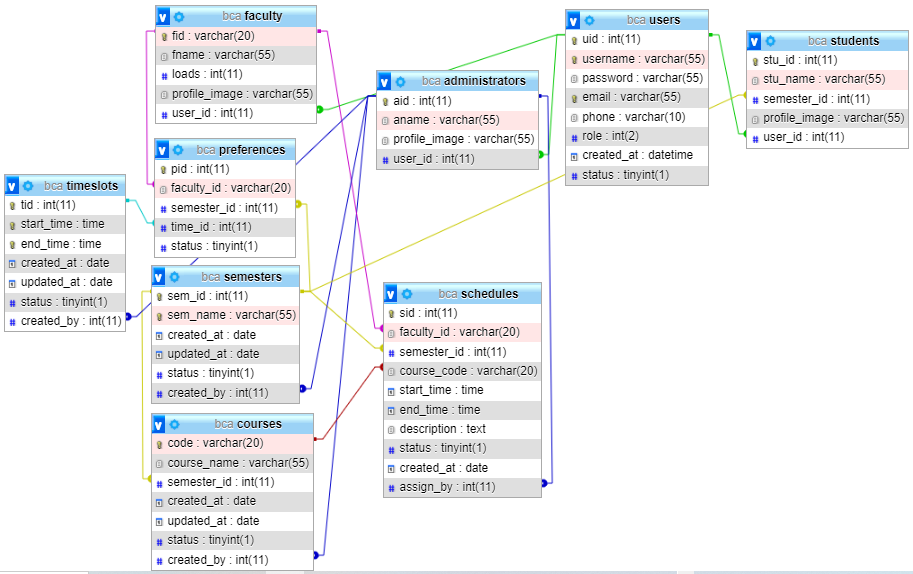 bca faculty
fid : varchar(20)
fname : varchar(55)
loads : int(11)
profile_image : varchar(55)
user_id : int(11)
bca preferences
pid : int(11)
faculty_id : varchar(20)
semester_id : int(11)
time_id : int(11)
status : tinyint(1)
bca timeslots
tid : int(11)
start_time : time
end_time : time
created_at : date
updated_at : date
status : tinyint(1)
created_by : int(11)
bca semesters
sem_id : int(11)
sem_name : varchar(55)
created_at : date
updated_at : date
status : tinyint(1)
created_by : int(11)
bca courses
code : varchar(20)
course_name : varchar(55)
semester_id : int(11)
created_at : date
updated_at : date
status : tinyint(1)
created_by : int(11)
bca administrators
aid : int(11)
aname : varchar(55)
profile_image : varchar(55)
user_id : int(11)
bca schedules
sid : int(11)
faculty_id : varchar(20)
semester_id : int(11)
course_code : varchar(20)
start_time : time
end_time : time
description : text
status : tinyint(1)
created_at : date
assign_by : int(11)
bca users
uid : int(11)
username : varchar(55)
password : varchar(55)
email : varchar(55)
phone : varchar(10)
role : int(2)
created_at : datetime
status : tinyint(1)
bca students
stu_id : int(11)
stu_name : varchar(55)
semester_id : int(11)
profile_image : varchar(55)
user_id : int(11)